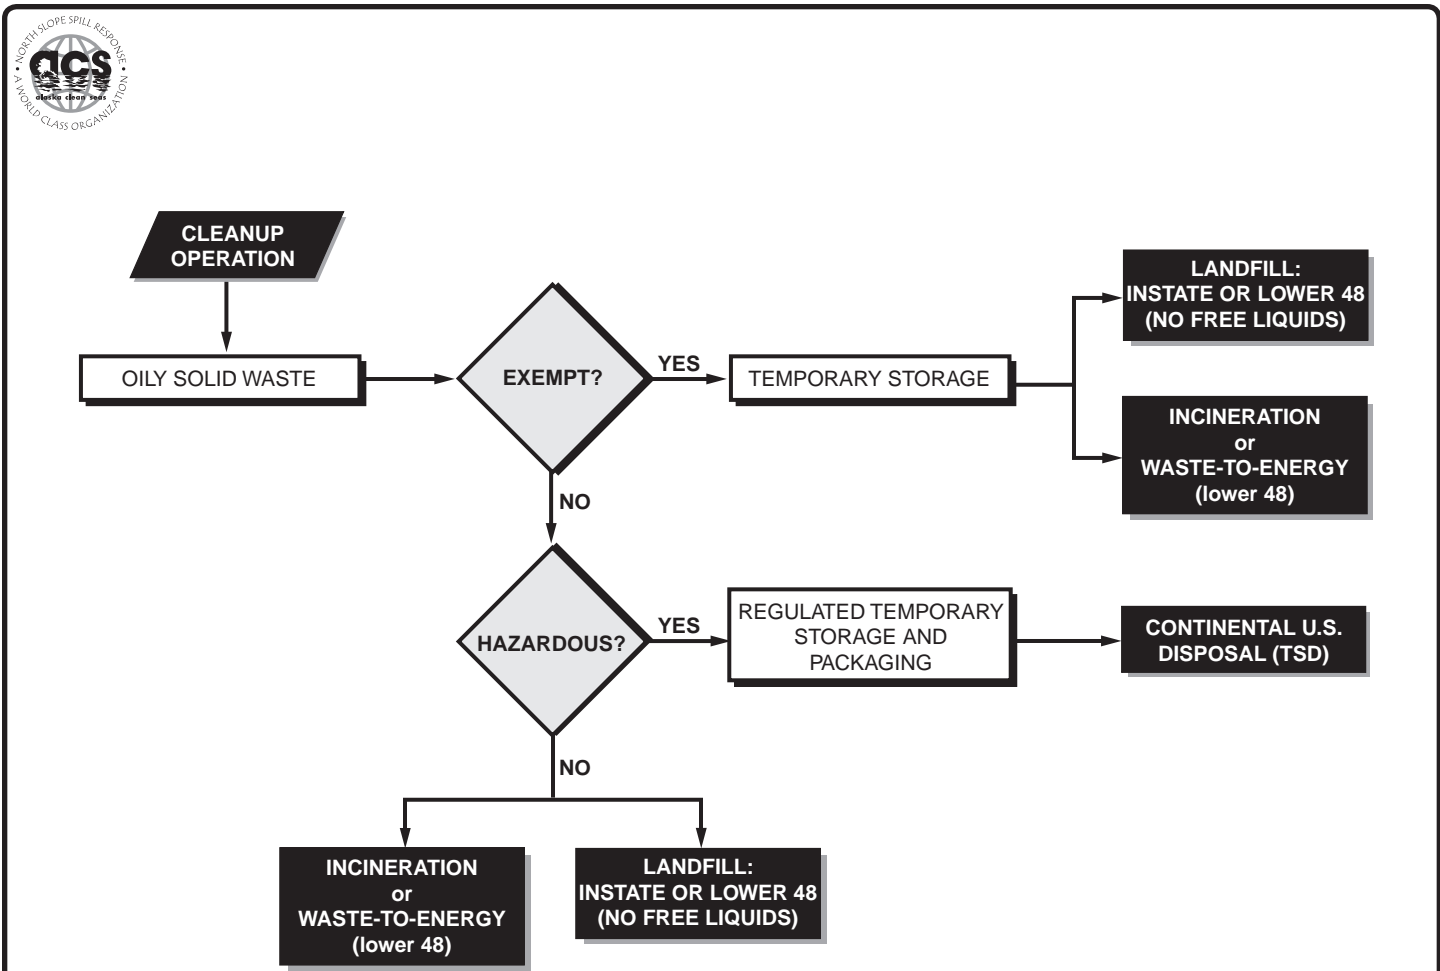 NORTH SLOPE SPILL RESPONSE
acs
alaska clean seas
A WORLD CLASS ORGANIZATION
CLEANUP
OPERATION
OILY SOLID WASTE
EXEMPT?
YES
TEMPORARY STORAGE
LANDFILL:
INSTATE OR LOWER 48
(NO FREE LIQUIDS)
INCINERATION
or
WASTE-TO-ENERGY
(lower 48)
NO
HAZARDOUS?
YES
REGULATED TEMPORARY
STORAGE AND
PACKAGING
CONTINENTAL U.S.
DISPOSAL (TSD)
NO
INCINERATION
or
WASTE-TO-ENERGY
(lower 48)
LANDFILL:
INSTATE OR LOWER 48
(NO FREE LIQUIDS)